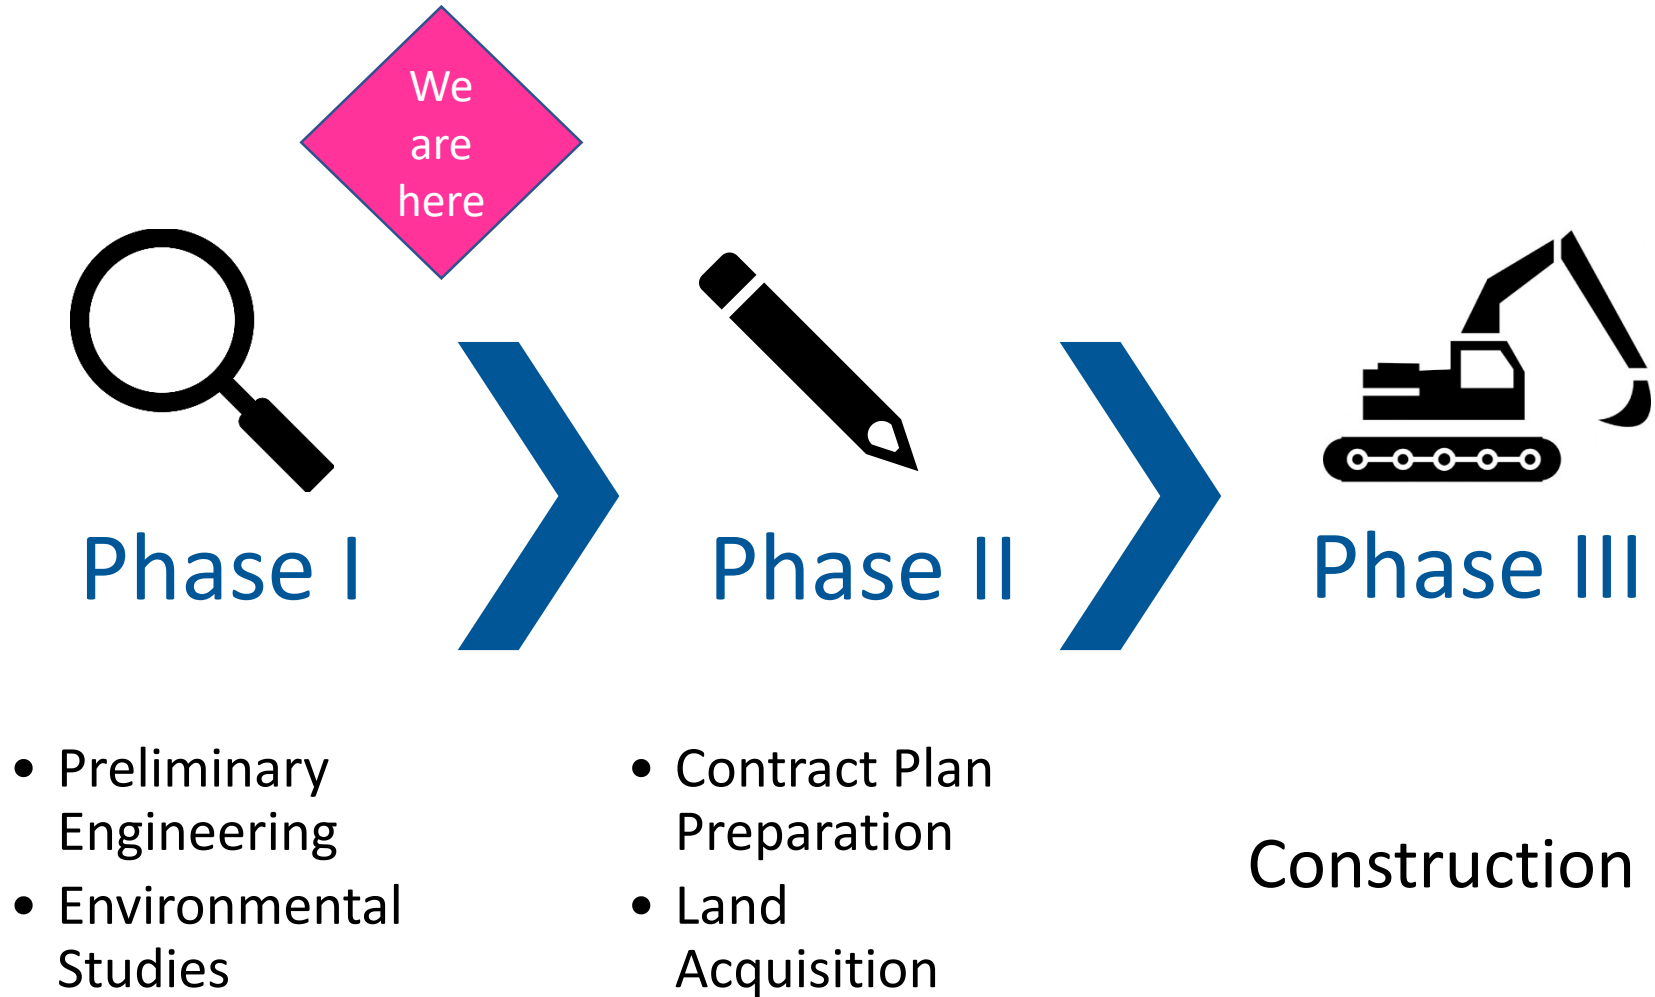 We
are
here
Phase I
Phase II
Phase III
• Preliminary
Engineering
• Environmental
Studies
• Contract Plan
Preparation
• Land
Acquisition
Construction